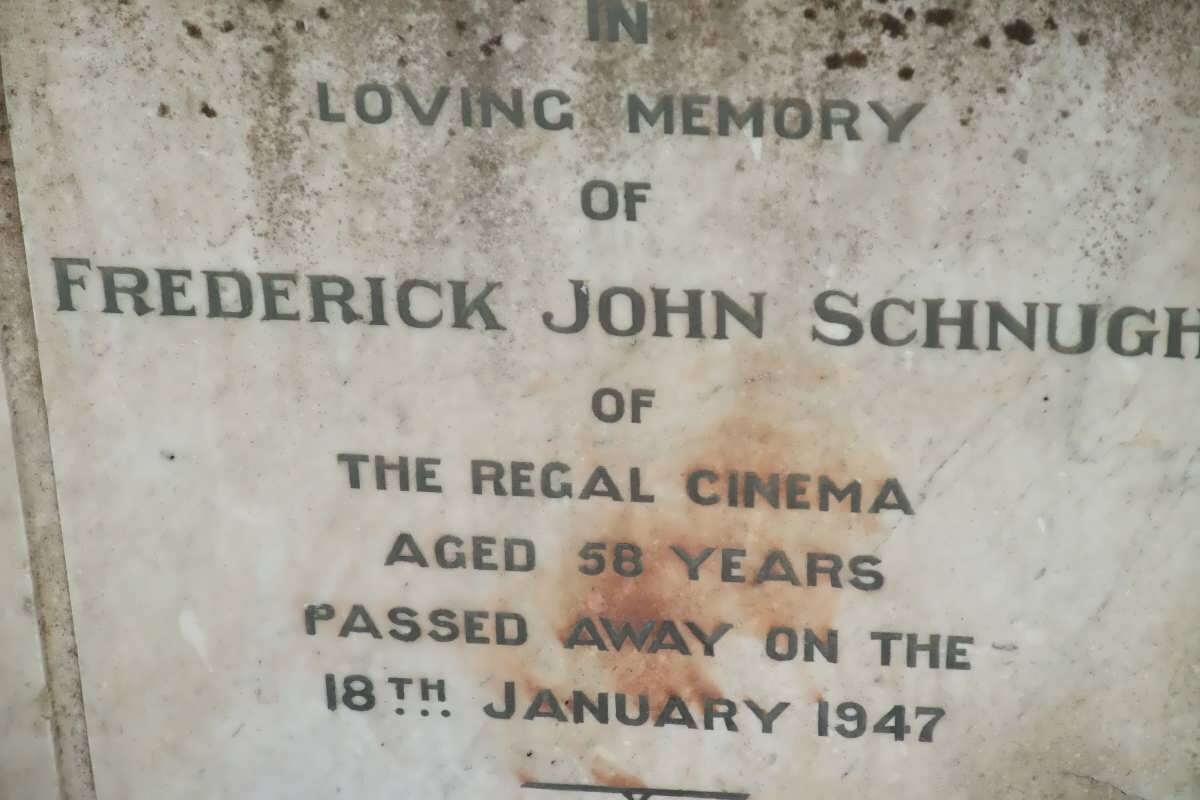 IN
LOVING MEMORY
OF
FREDERICK JOHN SCHNUGH
OF
THE REGAL CINEMA
AGED 58 YEARS
PASSED AWAY ON THE
18TH JANUARY 1947